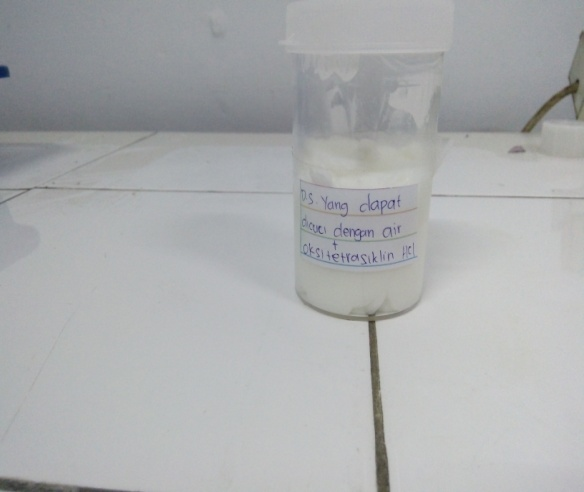 D.S. Yang dapat
dicuci dengan air
+
oksitetrasiklin HCl